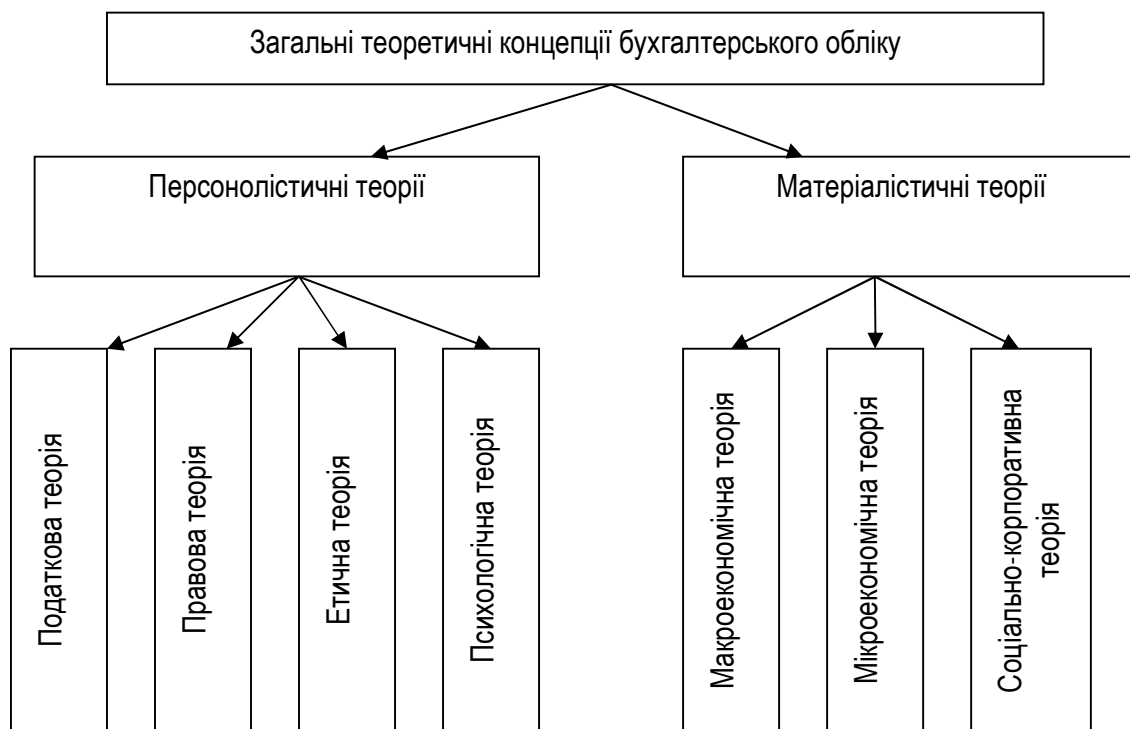 Загальні теоретичні концепції бухгалтерського обліку
Персонолістичні теорії
Матеріалістичні теорії
Податкова теорія
Правова теорія
Етична теорія
Психологічна теорія
Макроекономічна теорія
Мікроекономічна теорія
Соціально-корпоративна
теорія